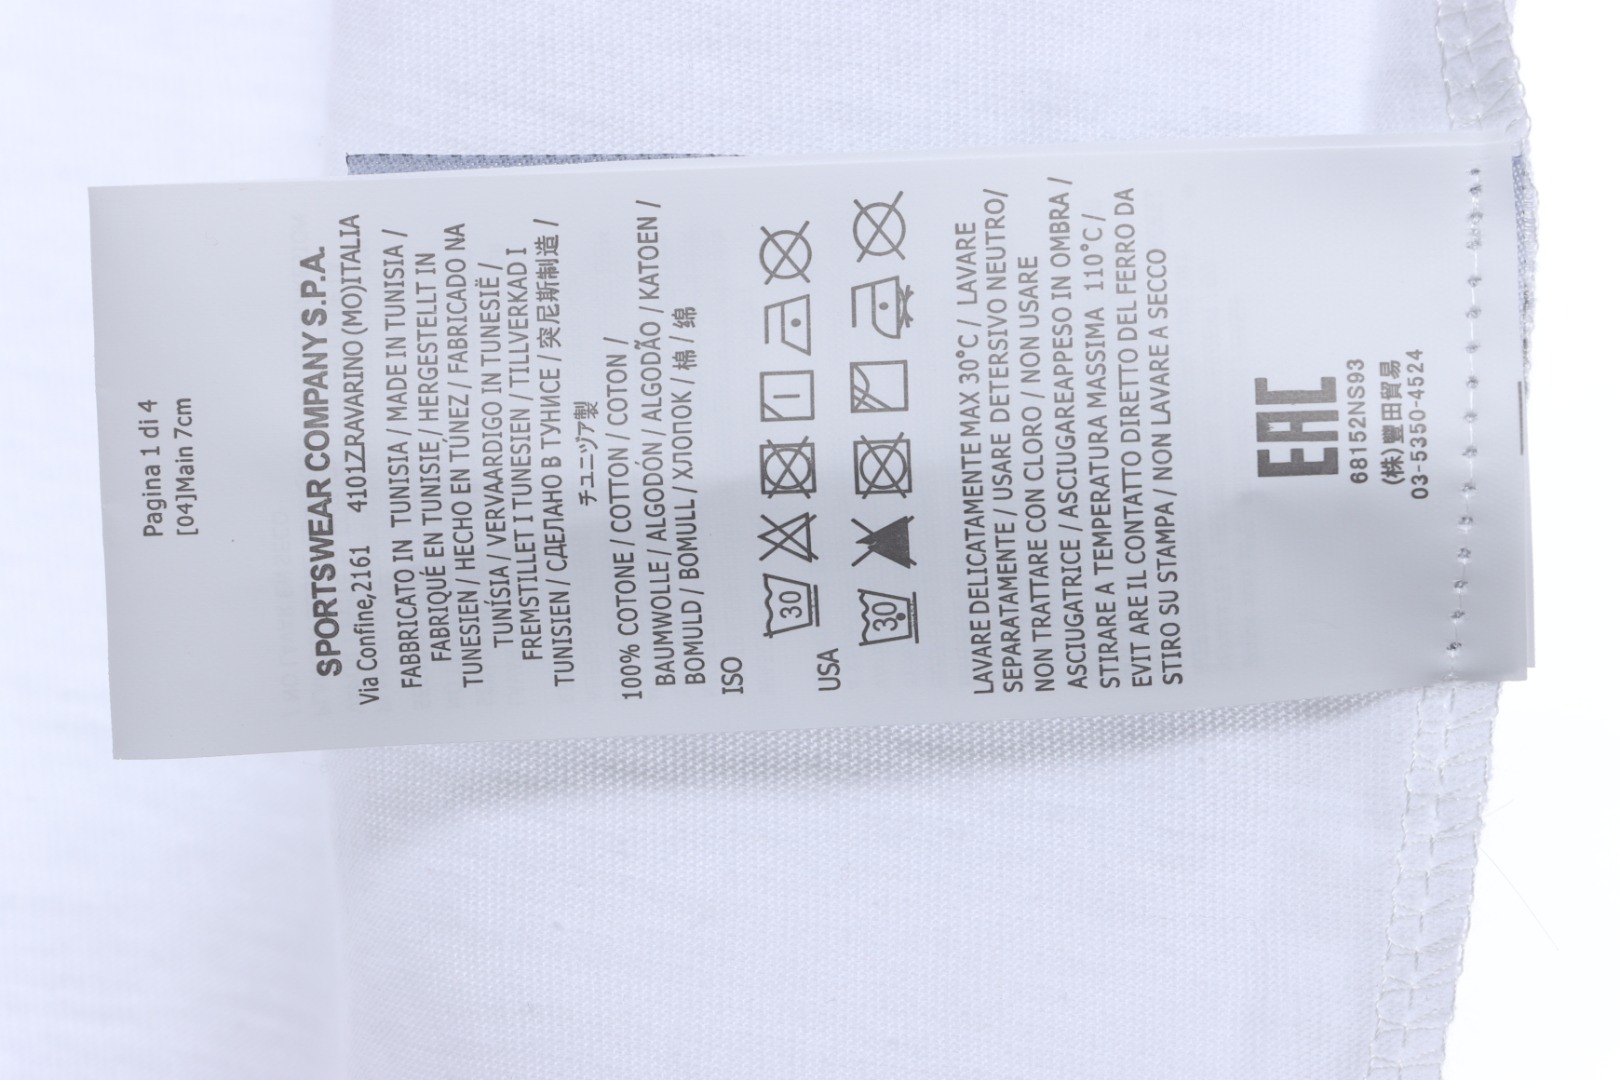 Pagina 1 di 4
[04]Main 7cm
SPORTSWEAR COMPANY S.P.A.
Via Confine,2161 4101ZRAVARINO (MO)ITALIA
FABBRICATO IN TUNISIA / MADE IN TUNISIA /
FABRIQUÉ EN TUNISIE / HERGESTELLT IN
TUNESIEN / HECHO EN TÚNEZ / FABRICADO NA
TUNÍSIA / VERVAARDIGO IN TUNESIË /
FREMSTILLET I TUNESIEN / TILLVERKAD I
TUNISIEN / СДЕЛАНО В ТУНИСЕ / 突尼斯制造 /
チュニジア製
100% COTONE / COTTON / COTON /
BAUMWOLLE / ALGODÓN / ALGODÃO / KATOEN /
BOMULD / BOMULL / ХЛОПОК / 棉 / 绵
ISO
30
USA
30
LAVARE DELICATAMENTE MAX 30°C / LAVARE
SEPARATAMENTE / USARE DETERSIVO NEUTRO/
NON TRATTARE CON CLORO / NON USARE
ASCIUGATRICE / ASCIUGAREAPPESO IN OMBRA /
STIRARE A TEMPERATURA MASSIMA 110°C /
EVIT ARE IL CONTATTO DIRETTO DEL FERRO DA
STIRO SU STAMPA / NON LAVARE A SECCO
EAC
68152NS93
(株)豊田貿易
03-5350-4524